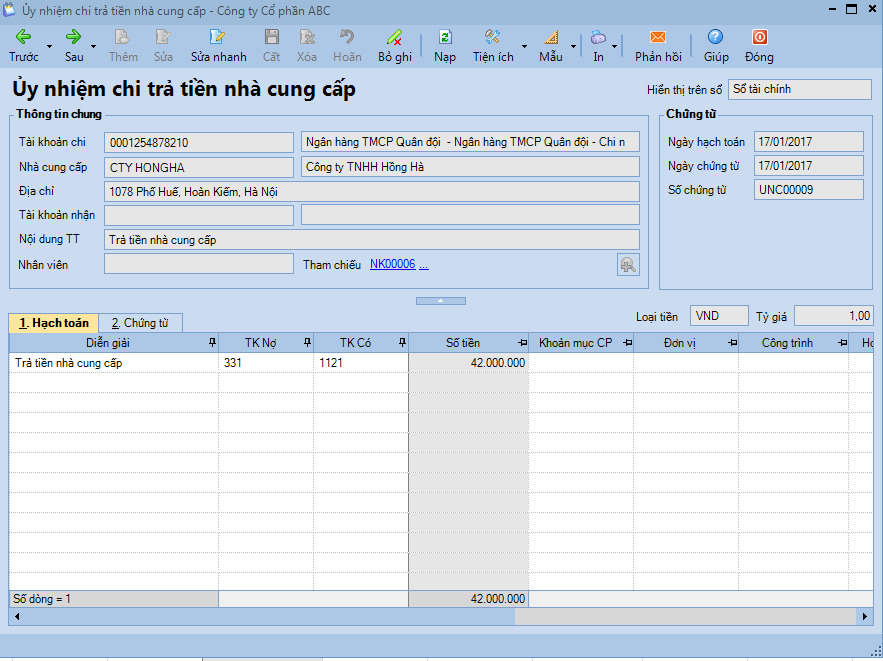 Ủy nhiệm chi trả tiền nhà cung cấp - Công ty Cổ phần ABC
Trước Sau Thêm Sửa Sửa nhanh Cất Xóa Hoãn Bỏ ghi Nạp Tiện ích Mẫu In Phản hồi Giúp Đóng
Ủy nhiệm chi trả tiền nhà cung cấp
Hiển thị trên sổ Sổ tài chính
Thông tin chung
Tài khoản chi 0001254878210 Ngân hàng TMCP Quân đội - Ngân hàng TMCP Quân đội - Chi n
Nhà cung cấp CTY HONGHA Công ty TNHH Hồng Hà
Địa chỉ 1078 Phố Huế, Hoàn Kiếm, Hà Nội
Tài khoản nhận
Nội dung TT Trả tiền nhà cung cấp
Nhân viên Tham chiếu NK00006 ...
Chứng từ
Ngày hạch toán 17/01/2017
Ngày chứng từ 17/01/2017
Số chứng từ UNC00009
1. Hạch toán 2. Chứng từ
Loại tiền VND Tỷ giá 1,00
Diễn giải TK Nợ TK Có Số tiền Khoản mục CP Đơn vị Công trình Hợ
Trả tiền nhà cung cấp 331 1121 42.000.000
Số dòng = 1 42.000.000